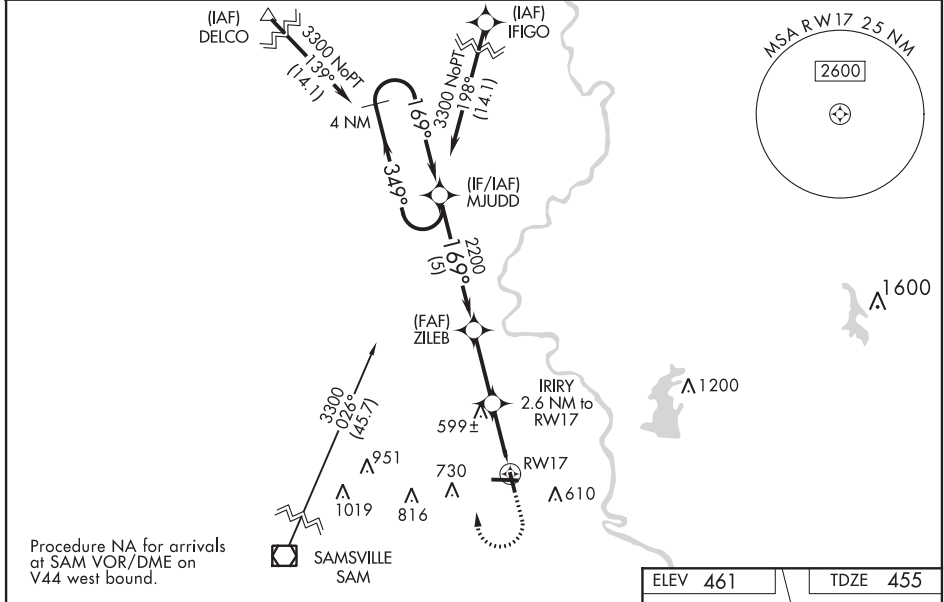 (IAF)
DELCO
3300 NoPT
139°
(14.1)
(IAF)
IFIGO
3300 NoPT
198°
(14.1)
MSA RW17 25 NM
2600
4 NM
169°
349°
(IF/IAF)
MJUDD
2200
169°
(5)
(FAF)
ZILEB
1600
1200
IRIRY
2.6 NM to
RW17
599±
3300
026°
(45.7)
951
1019
816
730
RW17
610
Procedure NA for arrivals
at SAM VOR/DME on
V44 west bound.
SAMSVILLE
SAM
ELEV 461
TDZE 455